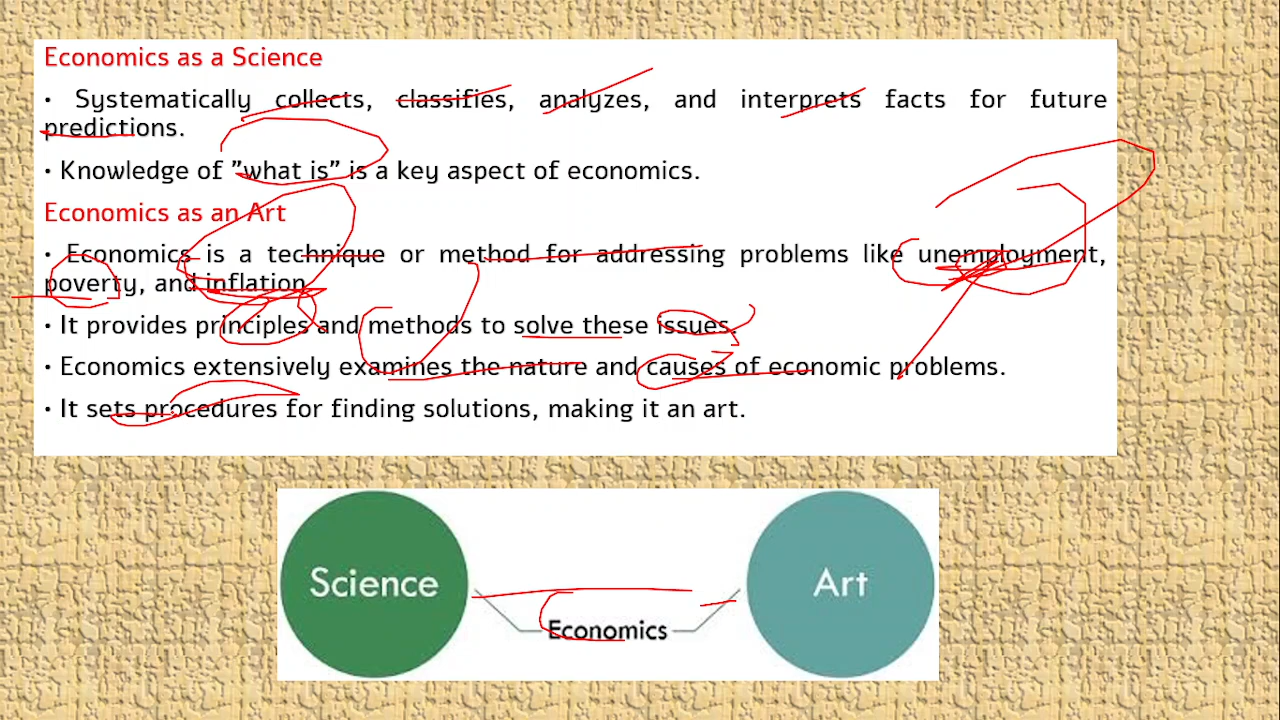 Economics as a Science
• Systematically collects, classifies, analyzes, and interprets facts for future
predictions.
• Knowledge of ”what is” is a key aspect of economics.
Economics as an Art
• Economics is a technique or method for addressing problems like unemployment,
poverty, and inflation.
• It provides principles and methods to solve these issues.
• Economics extensively examines the nature and causes of economic problems.
• It sets procedures for finding solutions, making it an art.
Science
Art
Economics